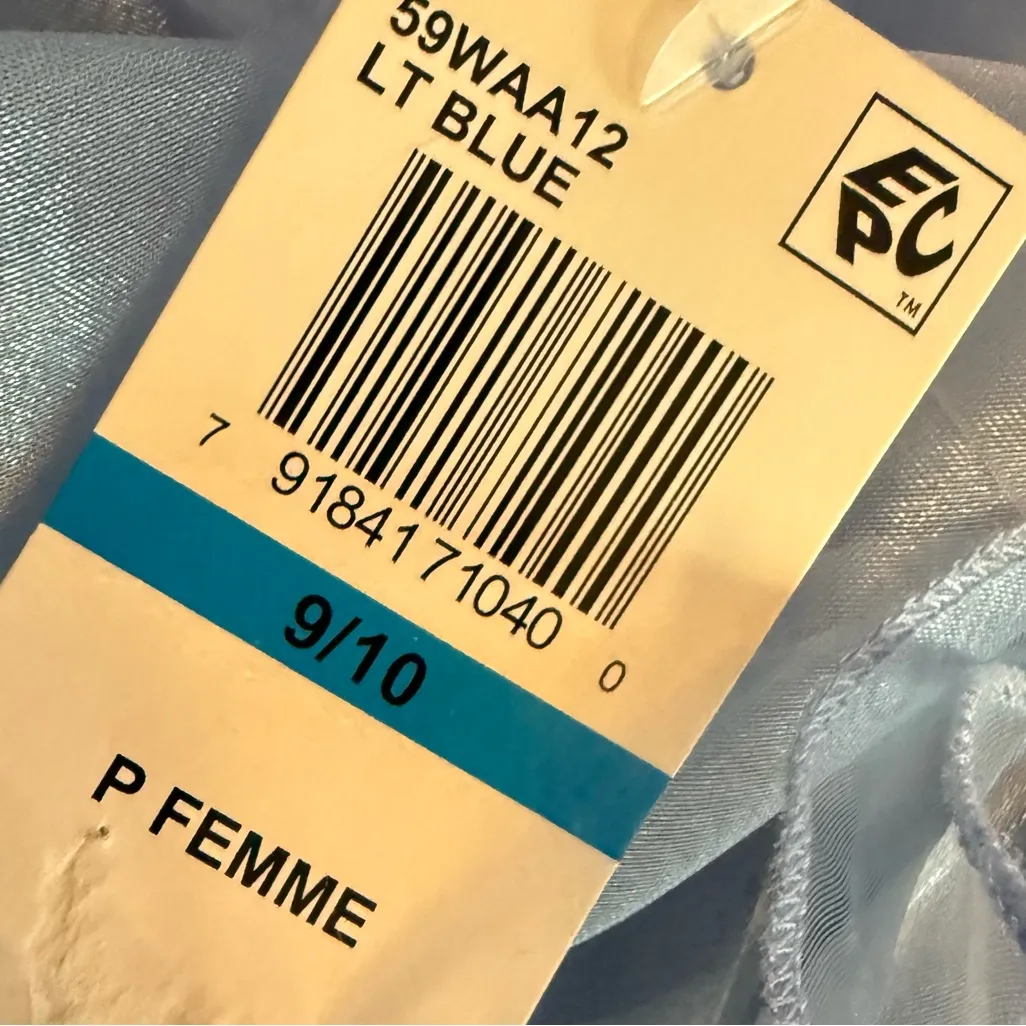 59WAA12
LT BLUE
EPC
TM
7 91841 71040 0
9/10
P FEMME